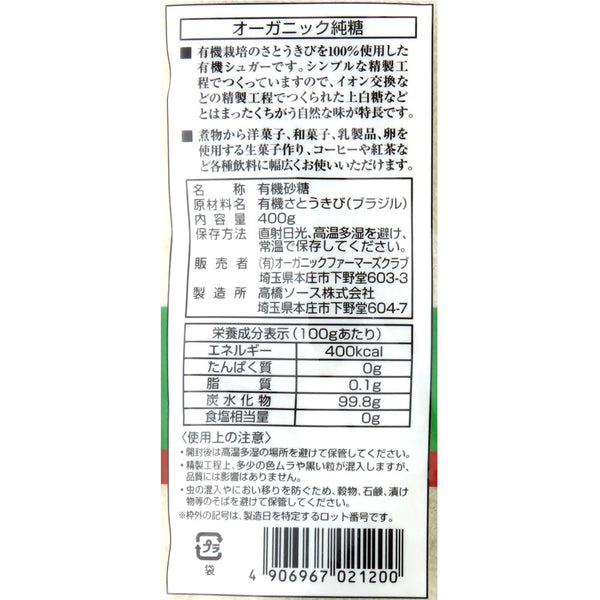 オーガニック純糖
■ 有機栽培のさとうきびを100%使用した
有機シュガーです。シンプルな精製工
程でつくっていますので、イオン交換な
どの精製工程でつくられた上白糖など
とはまったくちがう自然な味が特長です。
■ 煮物から洋菓子、和菓子、乳製品、卵を
使用する生菓子作り、コーヒーや紅茶な
ど各種飲料に幅広くお使いいただけます。
名称 有機砂糖
原材料名 有機さとうきび(ブラジル)
内容量 400g
保存方法 直射日光、高温多湿を避け、
常温で保存してください。
販売者 (有)オーガニックファーマーズクラブ
埼玉県本庄市下野堂603-3
製造所 高橋ソース株式会社
埼玉県本庄市下野堂604-7
栄養成分表示(100gあたり)
エネルギー 400kcal
たんぱく質 0g
脂質 0.1g
炭水化物 99.8g
食塩相当量 0g
〈使用上の注意〉
・開封後は高温多湿の場所を避けて保管してください。
・精製工程上、多少の色ムラや黒い粒が混入しますが、
品質には影響はありません。
・虫の混入やにおい移りを防ぐため、穀物、石鹸、漬け
物等のそばを避けて保管してください。
※枠外の記号は、製造日を特定するロット番号です。
プラ
袋
4 906967 021200